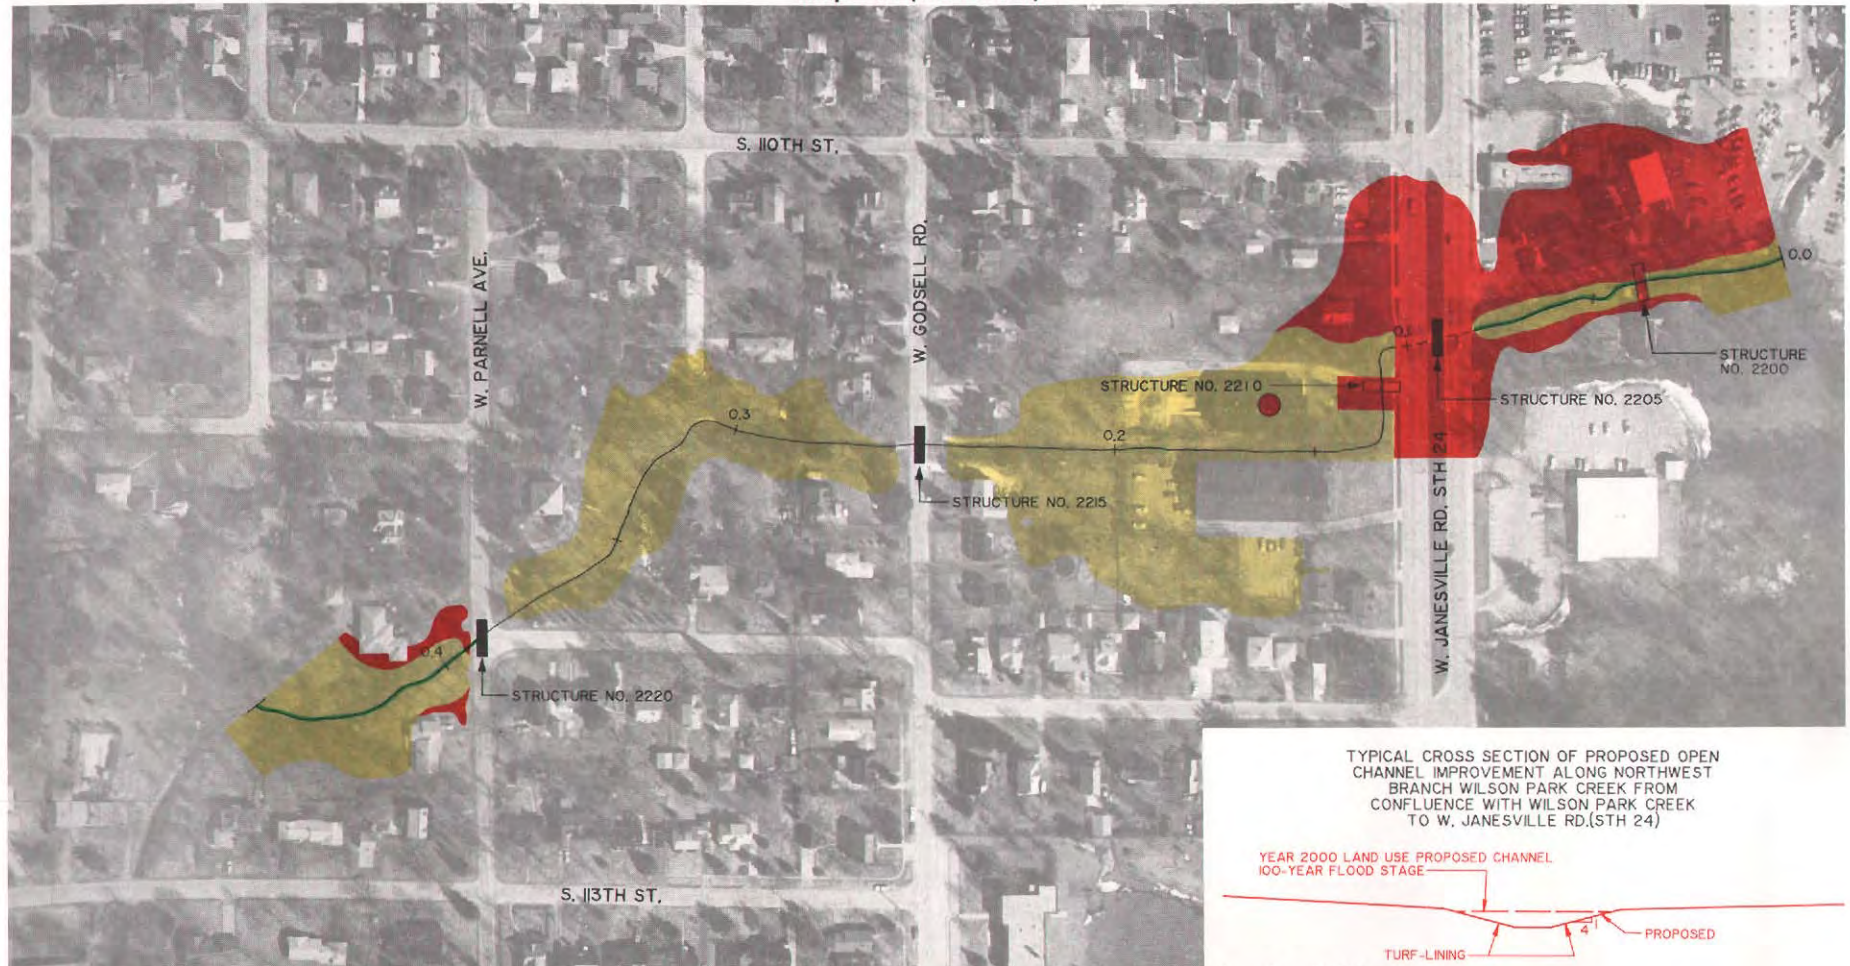 S. 110TH ST.
W. PARNELL AVE.
W. GODSELL RD.
W. JANESVILLE RD. STH 24
0.0
0.1
0.2
0.3
0.4
STRUCTURE
NO. 2200
STRUCTURE NO. 2205
STRUCTURE NO. 2210
STRUCTURE NO. 2215
STRUCTURE NO. 2220
S. 113TH ST.
TYPICAL CROSS SECTION OF PROPOSED OPEN
CHANNEL IMPROVEMENT ALONG NORTHWEST
BRANCH WILSON PARK CREEK FROM
CONFLUENCE WITH WILSON PARK CREEK
TO W. JANESVILLE RD.(STH 24)
YEAR 2000 LAND USE PROPOSED CHANNEL
100-YEAR FLOOD STAGE
1
4
PROPOSED
TURF-LINING